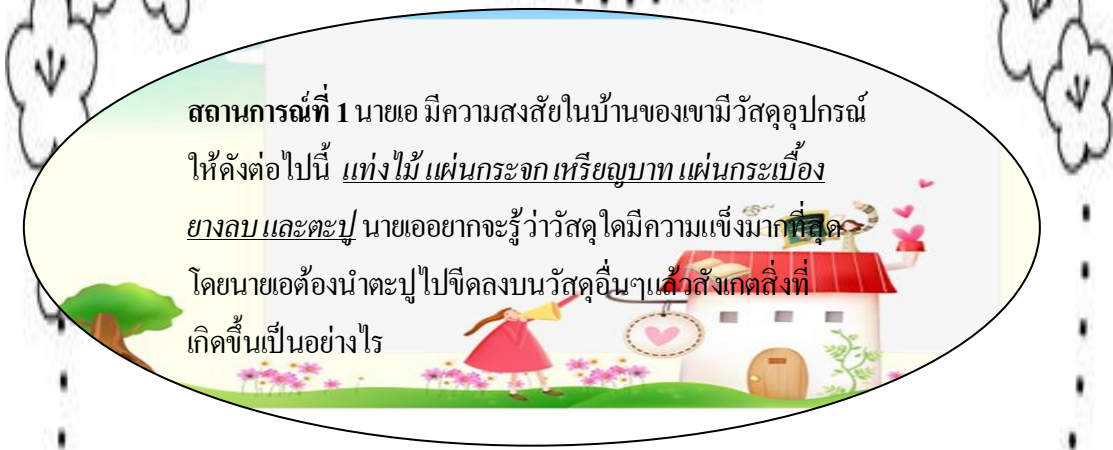 สถานการณ์ที่ 1 นายเอ มีความสงสัยในบ้านของเขามีวัสดุอุปกรณ์
ให้ดังต่อไปนี้ แท่งไม้ แผ่นกระจก เหรียญบาท แผ่นกระเบื้อง
ยางลบ และตะปู นายเออยากจะรู้ว่าวัสดุใดมีความแข็งมากที่สุด
โดยนายเอต้องนำตะปูไปขีดลงบนวัสดุอื่นๆแล้วสังเกตสิ่งที่
เกิดขึ้นเป็นอย่างไร